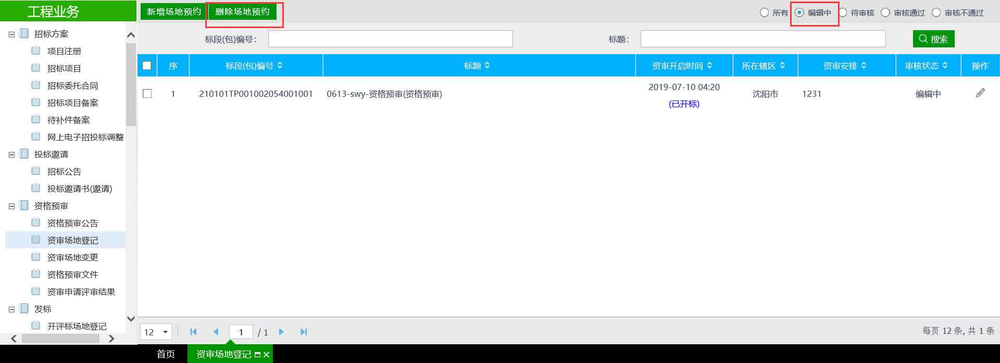 工程业务
招标方案
项目注册
招标项目
招标委托合同
招标项目备案
待补件备案
网上电子招投标调整
投标邀请
招标公告
投标邀请书(邀请)
资格预审
资格预审公告
资审场地登记
资审场地变更
资格预审文件
资审申请评审结果
发标
开评标场地登记
新增场地预约 删除场地预约 所有 编辑中 待审核 审核通过 审核不通过
标段(包)编号: 标题: 搜索
序 标段(包)编号 标题 资审开启时间 所在辖区 资审安排 审核状态 操作
1 210101TP001002054001001 0613-swy-资格预审(资格预审) 2019-07-10 04:20 沈阳市 1231 编辑中
(已开标)
12 1 / 1 每页 12 条, 共 1 条
首页 资审场地登记